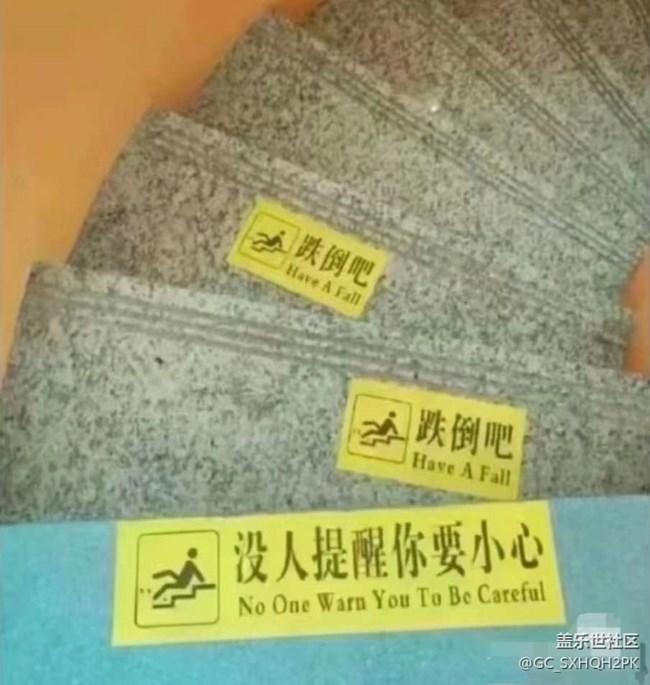 跌倒吧
Have A Fall
跌倒吧
Have A Fall
没人提醒你要小心
No One Warn You To Be Careful
盖乐世社区
@GC_SXHQH2PK